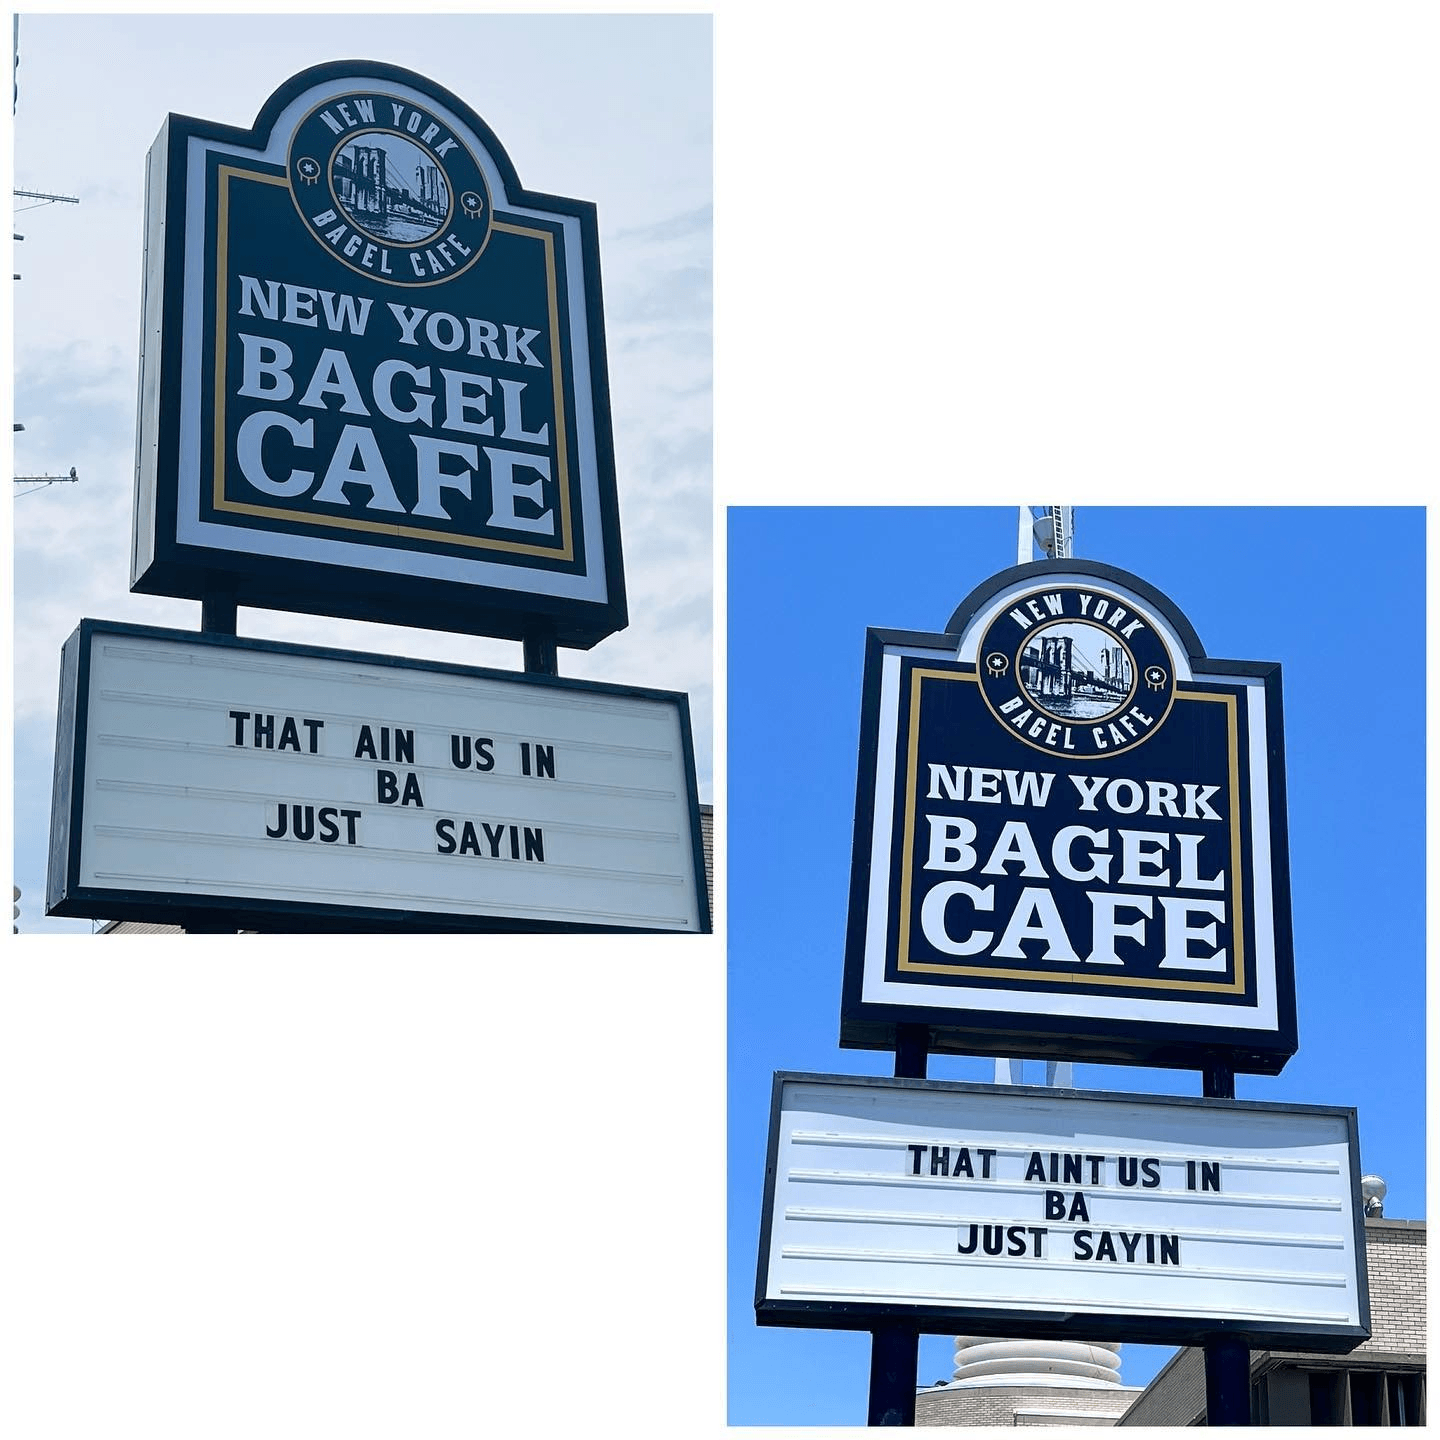 NEW YORK
BAGEL CAFE
NEW YORK
BAGEL
CAFE
THAT AIN US IN
BA
JUST SAYIN
NEW YORK
BAGEL CAFE
NEW YORK
BAGEL
CAFE
THAT AINT US IN
BA
JUST SAYIN